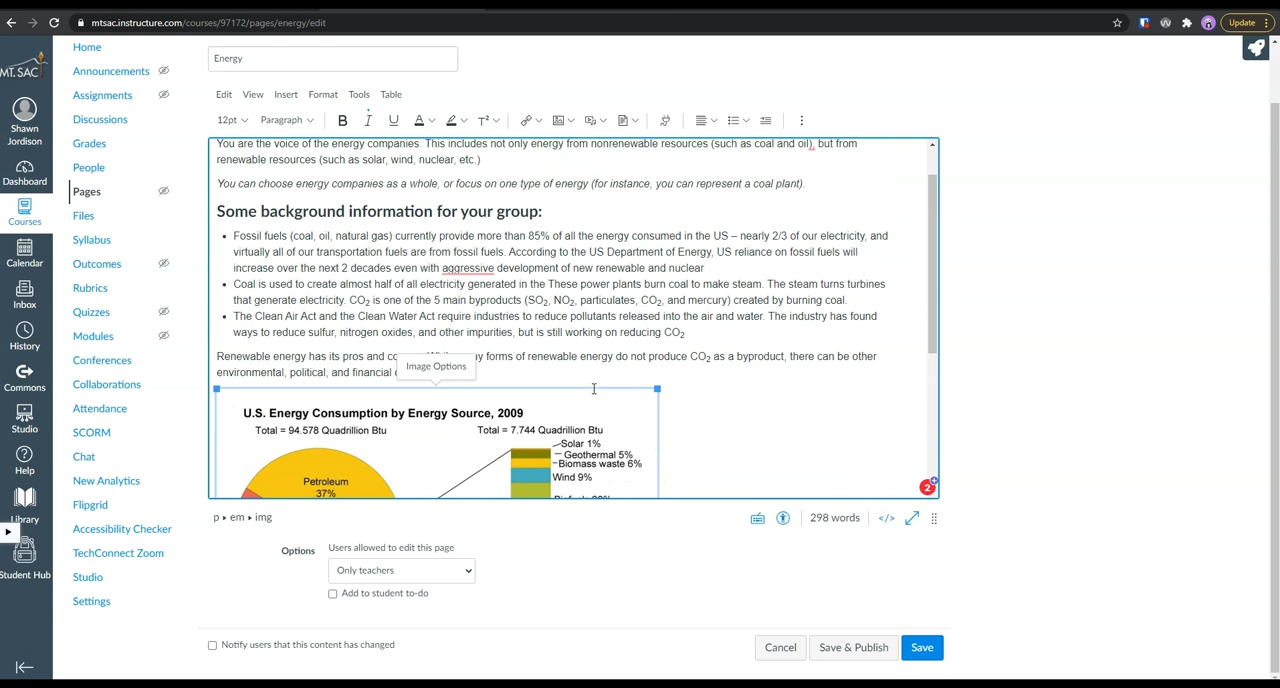 mtsac.instructure.com/courses/97172/pages/energy/edit
Update
MT. SAC
Shawn
Jordison
Dashboard
Courses
Calendar
Inbox
History
Commons
Studio
Help
Library
Student Hub
Home
Announcements
Assignments
Discussions
Grades
People
Pages
Files
Syllabus
Outcomes
Rubrics
Quizzes
Modules
Conferences
Collaborations
Attendance
SCORM
Chat
New Analytics
Flipgrid
Accessibility Checker
TechConnect Zoom
Studio
Settings
Energy
Edit View Insert Format Tools Table
12pt Paragraph B I U A T²
You are the voice of the energy companies. This includes not only energy from nonrenewable resources (such as coal and oil), but from
renewable resources (such as solar, wind, nuclear, etc.)
You can choose energy companies as a whole, or focus on one type of energy (for instance, you can represent a coal plant).
Some background information for your group:
• Fossil fuels (coal, oil, natural gas) currently provide more than 85% of all the energy consumed in the US – nearly 2/3 of our electricity, and
virtually all of our transportation fuels are from fossil fuels. According to the US Department of Energy, US reliance on fossil fuels will
increase over the next 2 decades even with aggressive development of new renewable and nuclear
• Coal is used to create almost half of all electricity generated in the These power plants burn coal to make steam. The steam turns turbines
that generate electricity. CO₂ is one of the 5 main byproducts (SO₂, NO₂, particulates, CO₂, and mercury) created by burning coal.
• The Clean Air Act and the Clean Water Act require industries to reduce pollutants released into the air and water. The industry has found
ways to reduce sulfur, nitrogen oxides, and other impurities, but is still working on reducing CO₂
Renewable energy has its pros and forms of renewable energy do not produce CO₂ as a byproduct, there can be other
environmental, political, and financial
Image Options
U.S. Energy Consumption by Energy Source, 2009
Total = 94.578 Quadrillion Btu
Total = 7.744 Quadrillion Btu
Solar 1%
Geothermal 5%
Biomass waste 6%
Wind 9%
Petroleum
37%
2
p ▸ em ▸ img
298 words
</>
Options
Users allowed to edit this page
Only teachers
Add to student to-do
Notify users that this content has changed
Cancel
Save & Publish
Save